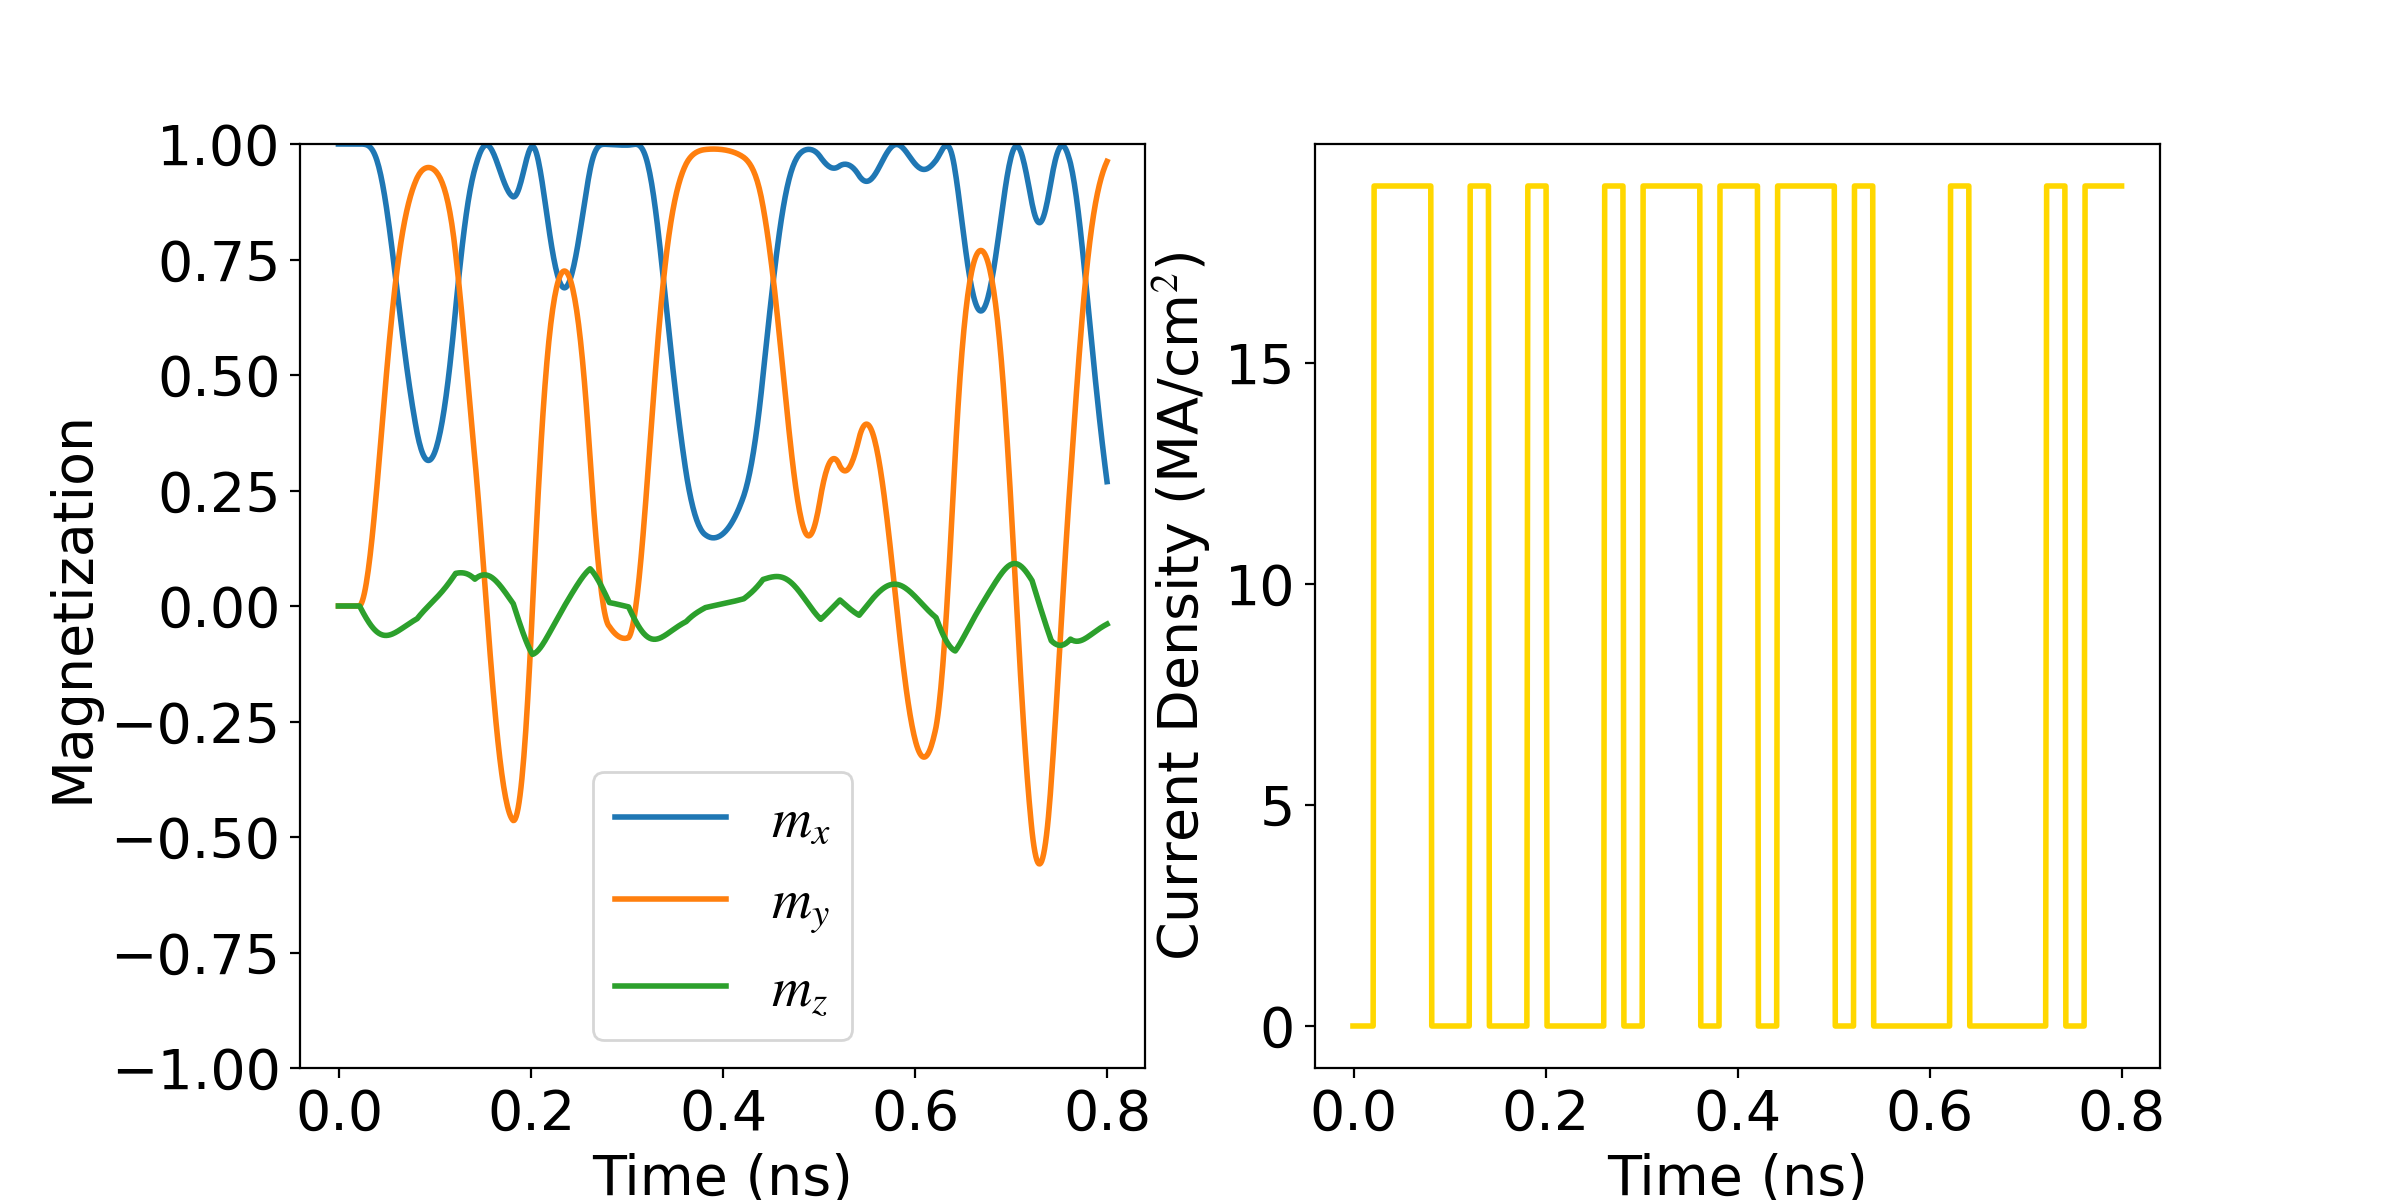 Magnetization
1.00
0.75
0.50
0.25
0.00
−0.25
−0.50
−0.75
−1.00
0.0 0.2 0.4 0.6 0.8
Time (ns)
m_x
m_y
m_z
Current Density (MA/cm²)
15
10
5
0
0.0 0.2 0.4 0.6 0.8
Time (ns)